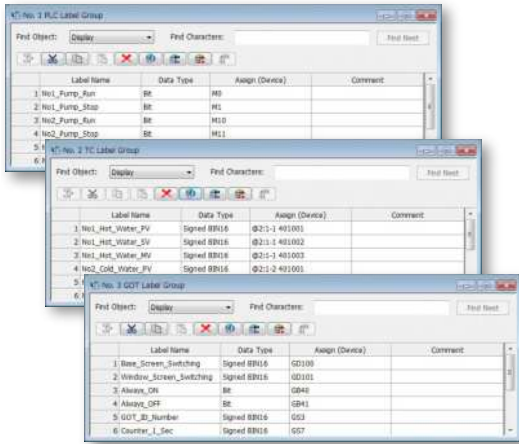 No. 1 PLC Label Group
Find Object: Display Find Characters: Find Next
Label Name Data Type Assign (Device) Comment
1 No1_Pump_Run Bit M0
2 No1_Pump_Stop Bit M1
3 No2_Pump_Run Bit M10
4 No2_Pump_Stop Bit M11
5
6
No. 2 TC Label Group
Find Object: Display Find Characters: Find Next
Label Name Data Type Assign (Device) Comment
1 No1_Hot_Water_PV Signed BIN16 @2:1-1 401001
2 No1_Hot_Water_SV Signed BIN16 @2:1-1 401002
3 No1_Hot_Water_MV Signed BIN16 @2:1-1 401003
4 No2_Cold_Water_PV Signed BIN16 @2:1-2 401001
5
6
No. 3 GOT Label Group
Find Object: Display Find Characters: Find Next
Label Name Data Type Assign (Device) Comment
1 Base_Screen_Switching Signed BIN16 GD100
2 Window_Screen_Switching Signed BIN16 GD101
3 Always_ON Bit GB40
4 Always_OFF Bit GB41
5 GOT_ID_Number Signed BIN16 GS3
6 Counter_1_Sec Signed BIN16 GS7